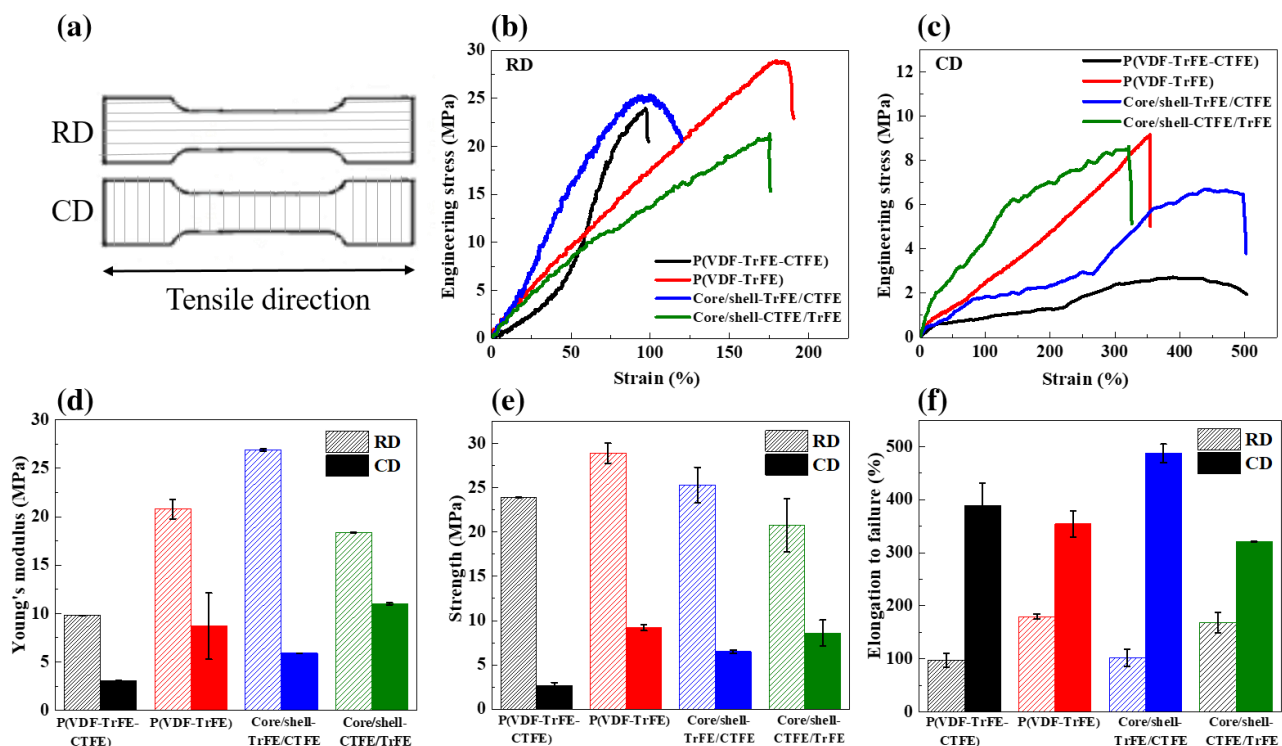 (a)
RD
CD
Tensile direction
(b)
RD
Engineering stress (MPa)
30
25
20
15
10
5
0
0
50
100
150
200
Strain (%)
P(VDF-TrFE-CTFE)
P(VDF-TrFE)
Core/shell-TrFE/CTFE
Core/shell-CTFE/TrFE
(c)
CD
Engineering stress (MPa)
12
10
8
6
4
2
0
0
100
200
300
400
500
Strain (%)
P(VDF-TrFE-CTFE)
P(VDF-TrFE)
Core/shell-TrFE/CTFE
Core/shell-CTFE/TrFE
(d)
Young's modulus (MPa)
30
25
20
15
10
5
0
RD
CD
P(VDF-TrFE-
CTFE)
P(VDF-TrFE)
Core/shell-
TrFE/CTFE
Core/shell-
CTFE/TrFE
(e)
Strength (MPa)
30
25
20
15
10
5
0
RD
CD
P(VDF-TrFE-
CTFE)
P(VDF-TrFE)
Core/shell-
TrFE/CTFE
Core/shell-
CTFE/TrFE
(f)
Elongation to failure (%)
500
400
300
200
100
0
RD
CD
P(VDF-TrFE-
CTFE)
P(VDF-TrFE)
Core/shell-
TrFE/CTFE
Core/shell-
CTFE/TrFE